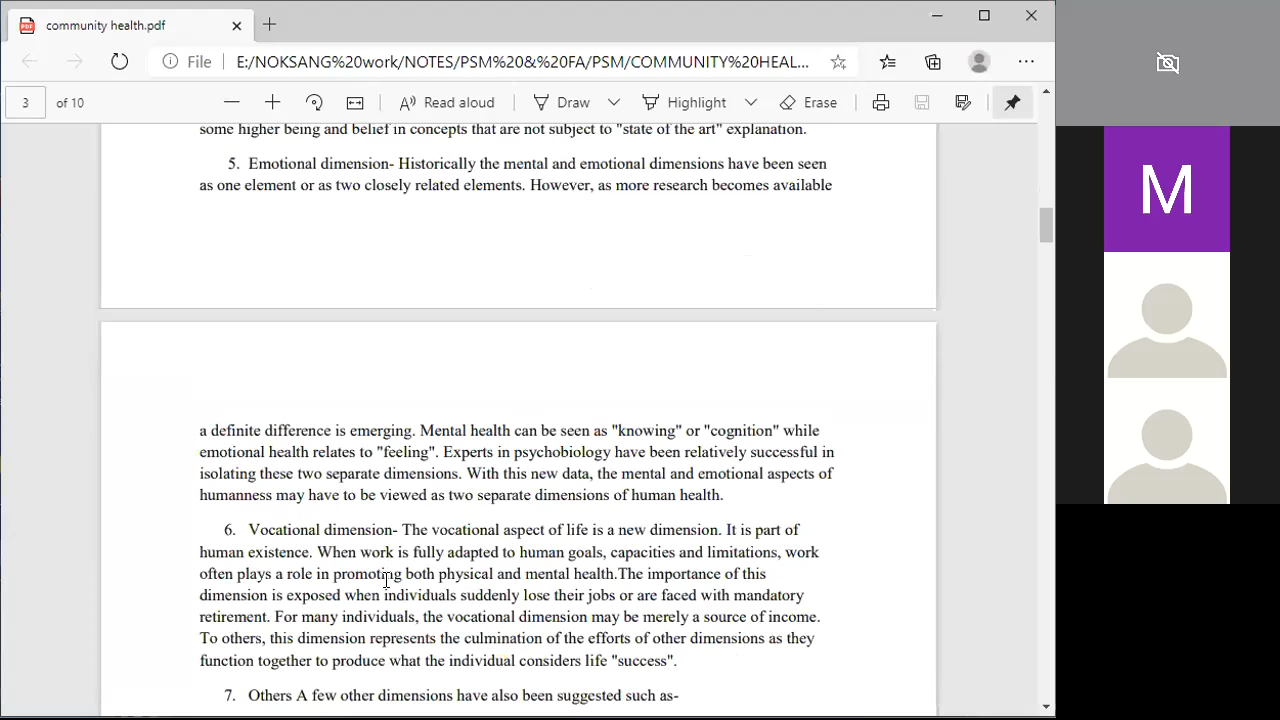 community health.pdf
File E:/NOKSANG%20work/NOTES/PSM%20&%20FA/PSM/COMMUNITY%20HEAL...
3 of 10 Read aloud Draw Highlight Erase
some higher being and belief in concepts that are not subject to "state of the art" explanation.
5. Emotional dimension- Historically the mental and emotional dimensions have been seen
as one element or as two closely related elements. However, as more research becomes available
a definite difference is emerging. Mental health can be seen as "knowing" or "cognition" while
emotional health relates to "feeling". Experts in psychobiology have been relatively successful in
isolating these two separate dimensions. With this new data, the mental and emotional aspects of
humanness may have to be viewed as two separate dimensions of human health.
6. Vocational dimension- The vocational aspect of life is a new dimension. It is part of
human existence. When work is fully adapted to human goals, capacities and limitations, work
often plays a role in promoting both physical and mental health.The importance of this
dimension is exposed when individuals suddenly lose their jobs or are faced with mandatory
retirement. For many individuals, the vocational dimension may be merely a source of income.
To others, this dimension represents the culmination of the efforts of other dimensions as they
function together to produce what the individual considers life "success".
7. Others A few other dimensions have also been suggested such as-
M